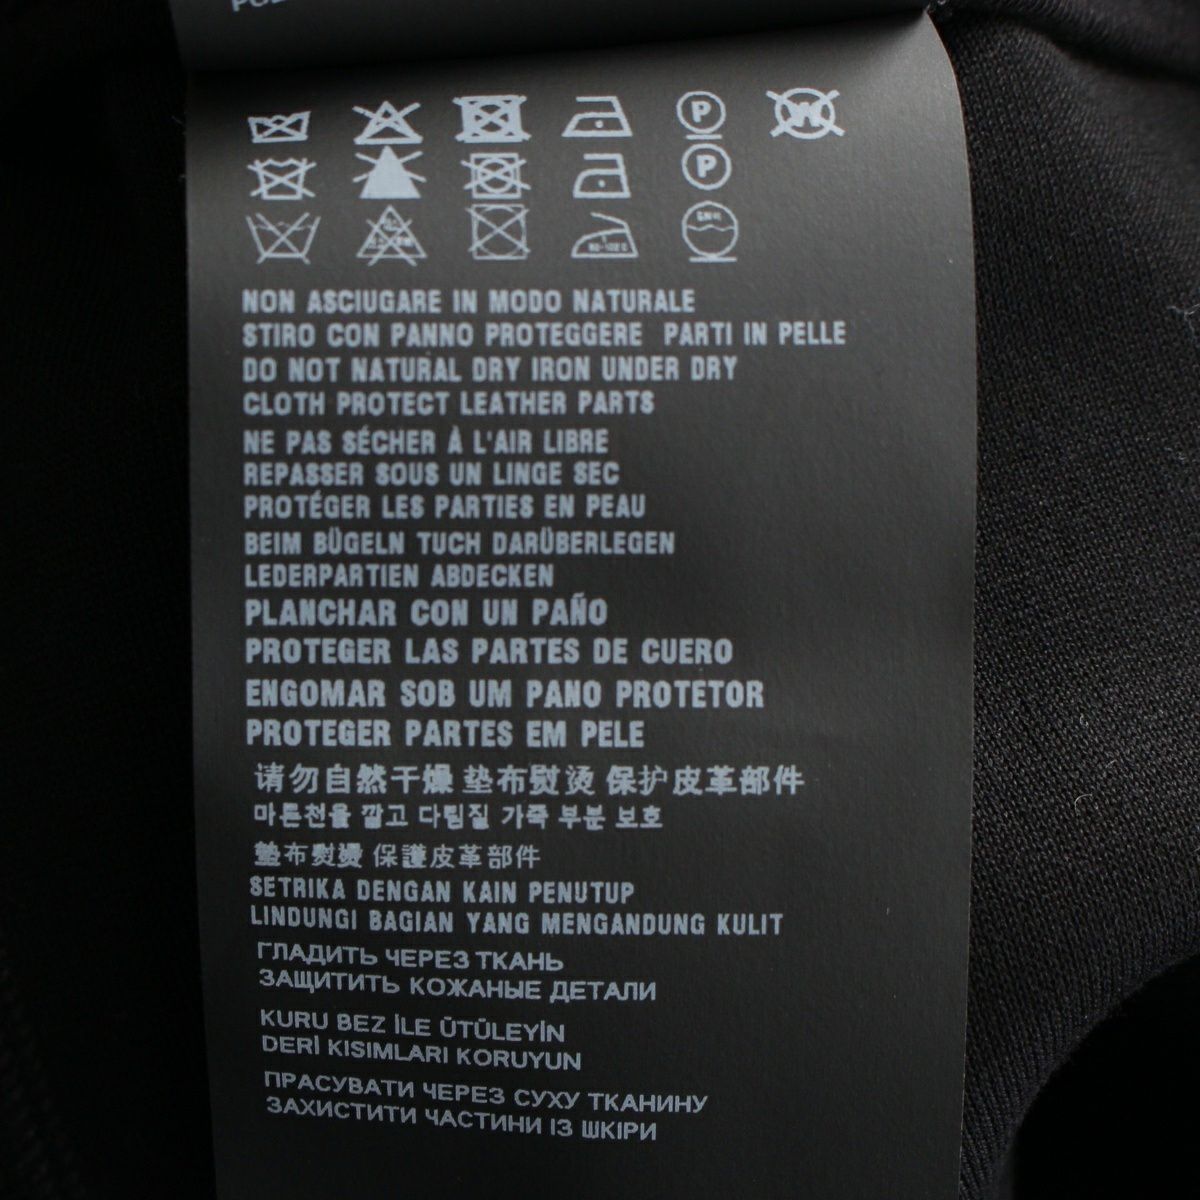 P
W
P
NON ASCIUGARE IN MODO NATURALE
STIRO CON PANNO PROTEGGERE PARTI IN PELLE
DO NOT NATURAL DRY IRON UNDER DRY
CLOTH PROTECT LEATHER PARTS
NE PAS SÉCHER À L'AIR LIBRE
REPASSER SOUS UN LINGE SEC
PROTÉGER LES PARTIES EN PEAU
BEIM BÜGELN TUCH DARÜBERLEGEN
LEDERPARTIEN ABDECKEN
PLANCHAR CON UN PAÑO
PROTEGER LAS PARTES DE CUERO
ENGOMAR SOB UM PANO PROTETOR
PROTEGER PARTES EM PELE
请勿自然干燥 垫布熨烫 保护皮革部件
마른천을 깔고 다림질 가죽 부분 보호
墊布熨燙 保護皮革部件
SETRIKA DENGAN KAIN PENUTUP
LINDUNGI BAGIAN YANG MENGANDUNG KULIT
ГЛАДИТЬ ЧЕРЕЗ ТКАНЬ
ЗАЩИТИТЬ КОЖАНЫЕ ДЕТАЛИ
KURU BEZ İLE ÜTÜLEYİN
DERİ KISIMLARI KORUYUN
ПРАСУВАТИ ЧЕРЕЗ СУХУ ТКАНИНУ
ЗАХИСТИТИ ЧАСТИНИ ІЗ ШКІРИ